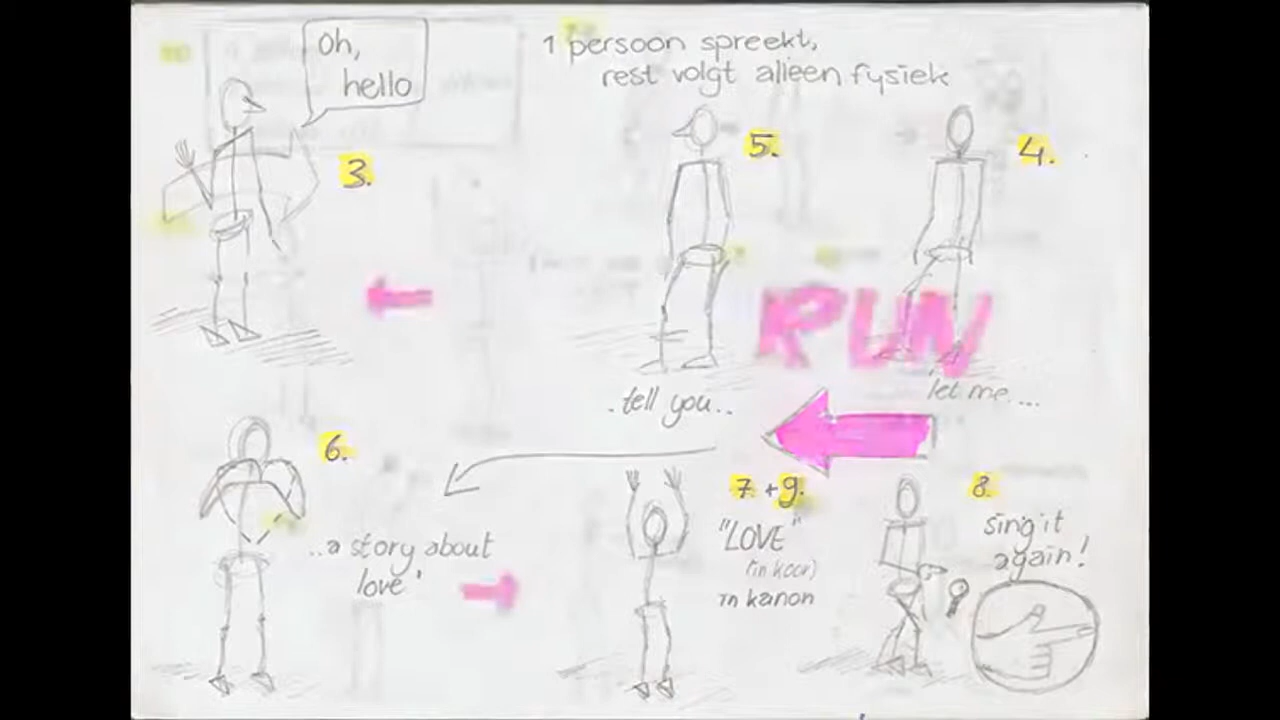 Oh,
hello
1 persoon spreekt,
rest volgt alleen fysiek
3.
5.
4.
RUN
let me....
.tell you..
6.
..a story about
love'
7.+9.
"LOVE"
(in koor)
in kanon
8.
sing it
again!